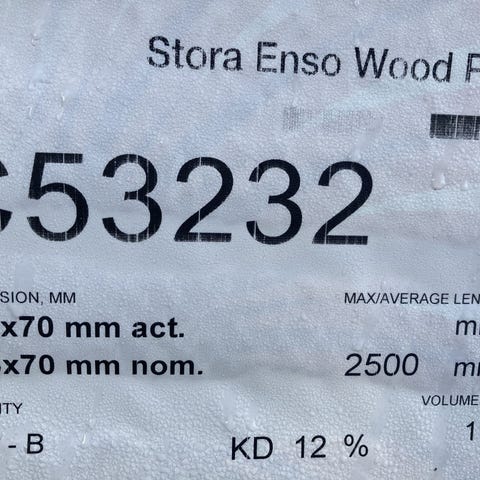 Stora Enso Wood P
C53232
SION, MM
MAX/AVERAGE LEN
x70 mm act.
m
x70 mm nom.
2500 m
ITY
VOLUME
- B
KD 12 %
1